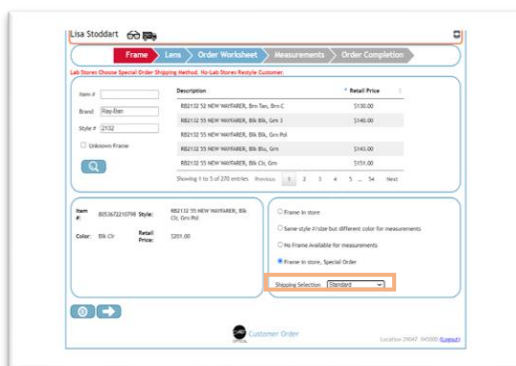 Lisa Stoddart
Frame Lens Order Worksheet Measurements Order Completion
Lab Stores Choose Special Order Shipping Method. No-Lab Stores Restyle Customer.
Item #
Brand Ray-Ban
Style # 2132
Unknown Frame
Description Retail Price
RB2132 52 NEW WAYFARER, Brn Tan, Brn C $130.00
RB2132 55 NEW WAYFARER, Blk Blk, Grn 3 $140.00
RB2132 55 NEW WAYFARER, Blk Blk, Grn Pol
RB2132 55 NEW WAYFARER, Blk Blu, Grn $140.00
RB2132 55 NEW WAYFARER, Blk Clr, Grn $151.00
Showing 1 to 5 of 270 entries Previous 1 2 3 4 5 … 54 Next
Item #: 8053672210798 Style: RB2132 55 NEW WAYFARER, Blk Clr, Grn Pol
Color: Blk Clr Retail Price: $201.00
Frame in store
Same style #/size but different color for measurements
No Frame Available for measurements
Frame in store, Special Order
Shipping Selection Standard
OPTICAL Customer Order
Location 29047 (Logout)